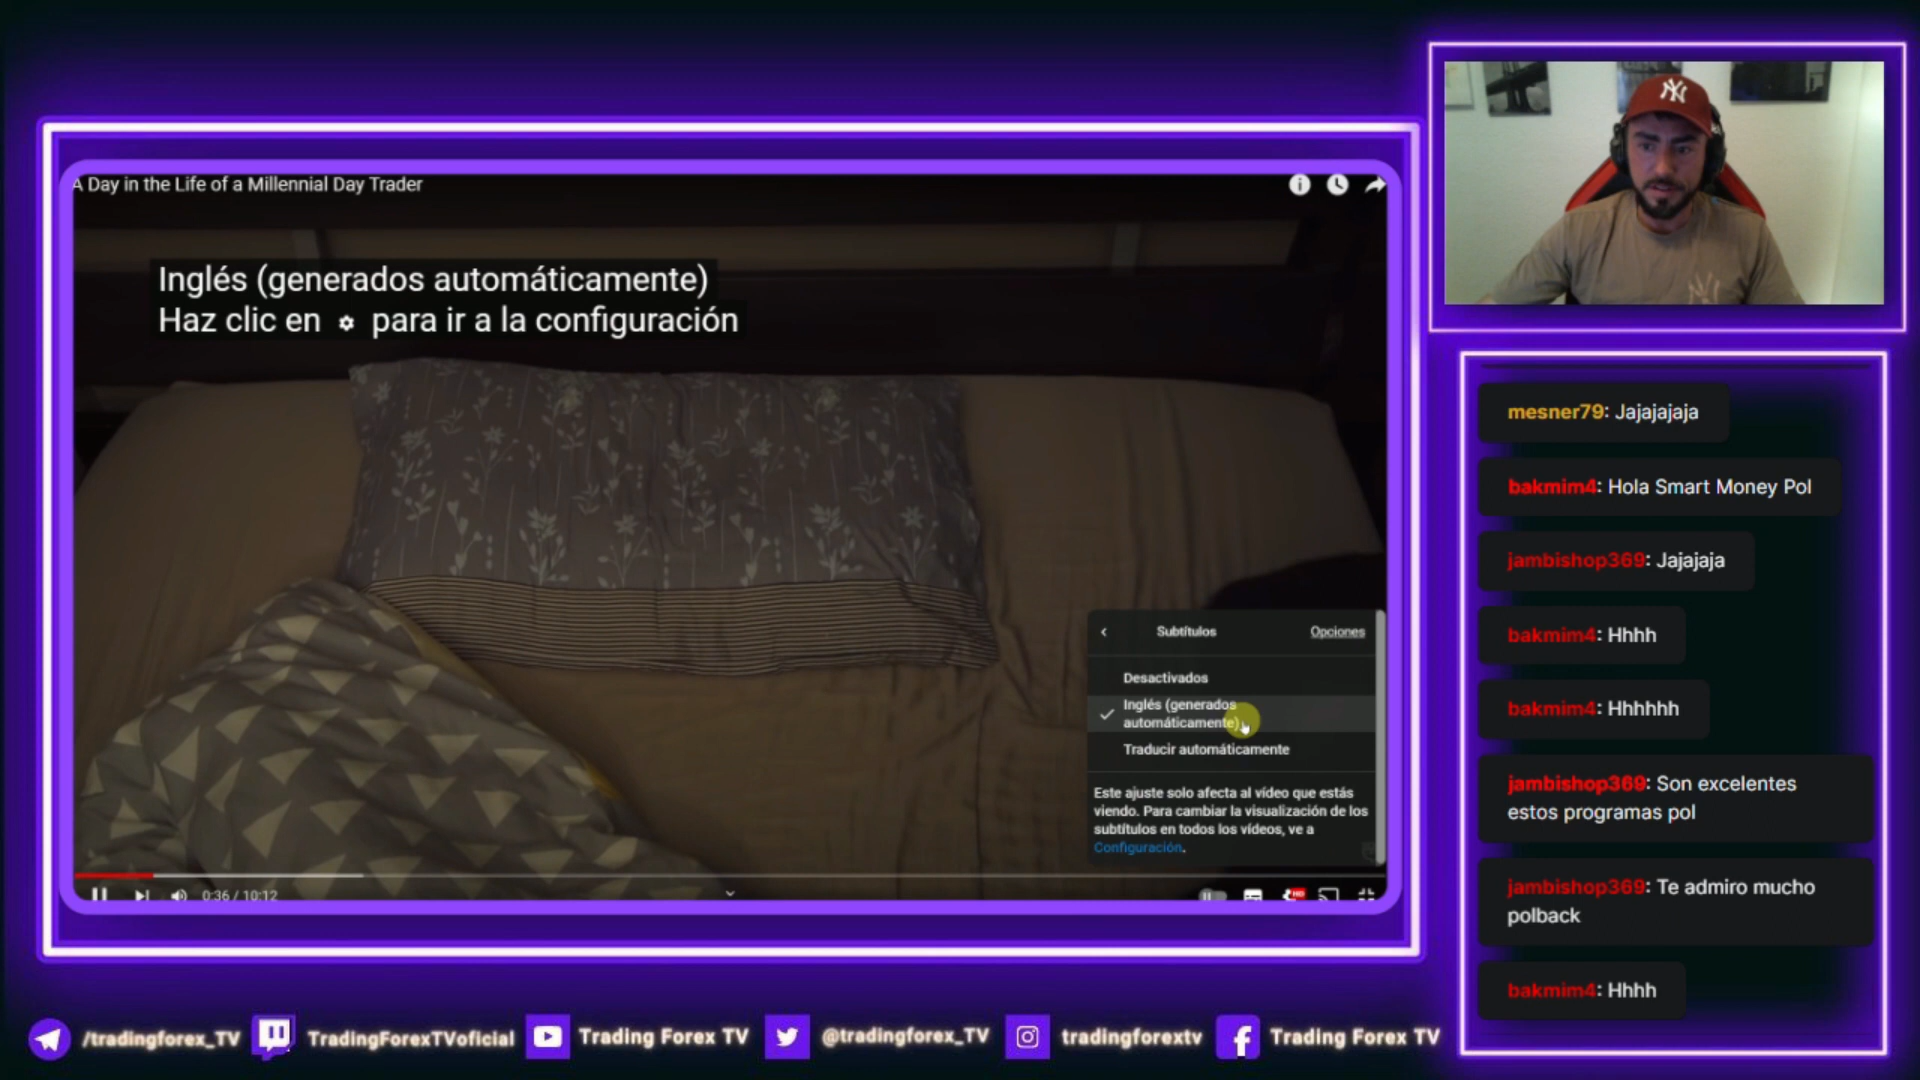 A Day in the Life of a Millennial Day Trader
Inglés (generados automáticamente)
Haz clic en para ir a la configuración
Subtítulos
Opciones
Desactivados
Inglés (generados
automáticamente)
Traducir automáticamente
Este ajuste solo afecta al vídeo que estás
viendo. Para cambiar la visualización de los
subtítulos en todos los vídeos, ve a
Configuración.
0:36 / 10:12
HD
NY
NY
mesner79: Jajajajaja
bakmim4: Hola Smart Money Pol
jambishop369: Jajajaja
bakmim4: Hhhh
bakmim4: Hhhhhh
jambishop369: Son excelentes
estos programas pol
jambishop369: Te admiro mucho
polback
bakmim4: Hhhh
/tradingforex_TV
TradingForexTVoficial
Trading Forex TV
@tradingforex_TV
tradingforextv
Trading Forex TV